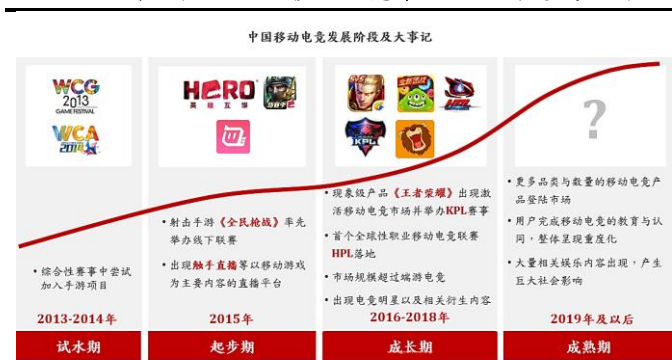 中国移动电竞发展阶段及大事记
WCG
2013
GAME FESTIVAL
WCA
2014
HERO
英雄互娱
KPL
HPL
?
• 综合性赛事中尝试
加入手游项目
• 射击手游《全民枪战》率先
举办线下联赛
• 出现触手直播等以移动游戏
为主要内容的直播平台
• 现象级产品《王者荣耀》出现激
活移动电竞市场并举办KPL赛事
• 首个全球性职业移动电竞联赛
HPL落地
• 市场规模超过端游电竞
• 出现电竞明星以及相关衍生内容
• 更多品类与数量的移动电竞产
品登陆市场
• 用户完成移动电竞的教育与认
同，整体呈现重度化
• 大量相关娱乐内容出现，产生
巨大社会影响
2013-2014年
2015年
2016-2018年
2019年及以后
试水期
起步期
成长期
成熟期